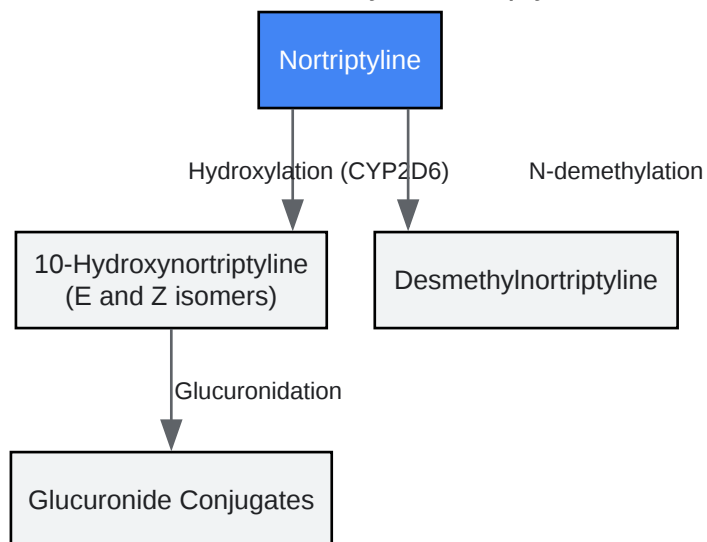 Nortriptyline
Hydroxylation (CYP2D6)
N-demethylation
10-Hydroxynortriptyline
(E and Z isomers)
Desmethylnortriptyline
Glucuronidation
Glucuronide Conjugates